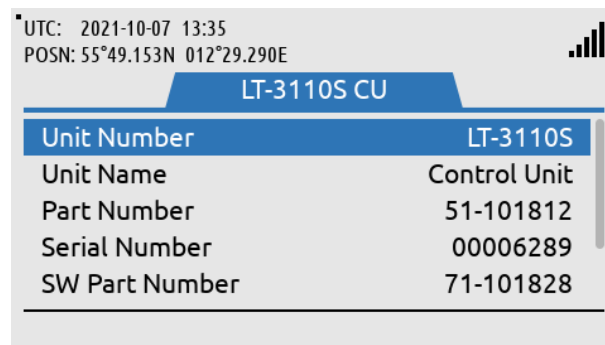 UTC: 2021-10-07 13:35
POSN: 55°49.153N 012°29.290E
LT-3110S CU
Unit Number LT-3110S
Unit Name Control Unit
Part Number 51-101812
Serial Number 00006289
SW Part Number 71-101828